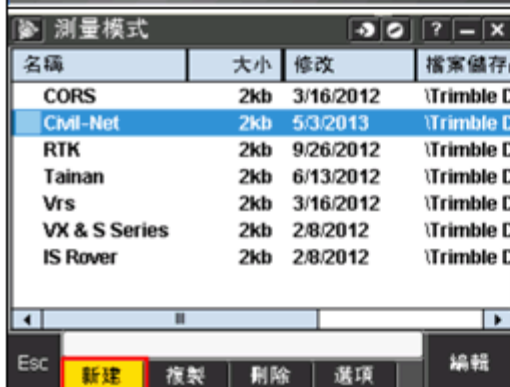 測量模式 ? – ×
名稱 大小 修改 檔案儲存
CORS 2kb 3/16/2012 \Trimble D
Civil-Net 2kb 5/3/2013 \Trimble D
RTK 2kb 9/26/2012 \Trimble D
Tainan 2kb 6/13/2012 \Trimble D
Vrs 2kb 3/16/2012 \Trimble D
VX & S Series 2kb 2/8/2012 \Trimble D
IS Rover 2kb 2/8/2012 \Trimble D
Esc 新建 複製 刪除 選項 編輯